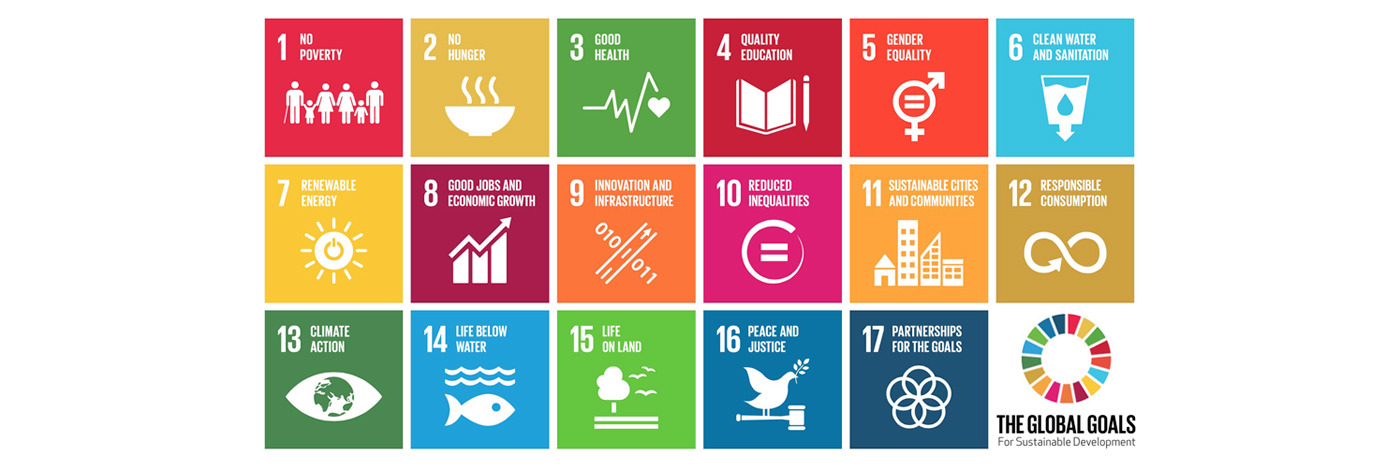 1 NO
POVERTY
2 NO
HUNGER
3 GOOD
HEALTH
4 QUALITY
EDUCATION
5 GENDER
EQUALITY
6 CLEAN WATER
AND SANITATION
7 RENEWABLE
ENERGY
8 GOOD JOBS AND
ECONOMIC GROWTH
9 INNOVATION AND
INFRASTRUCTURE
010
011
10 REDUCED
INEQUALITIES
11 SUSTAINABLE CITIES
AND COMMUNITIES
12 RESPONSIBLE
CONSUMPTION
13 CLIMATE
ACTION
14 LIFE BELOW
WATER
15 LIFE
ON LAND
16 PEACE AND
JUSTICE
17 PARTNERSHIPS
FOR THE GOALS
THE GLOBAL GOALS
For Sustainable Development